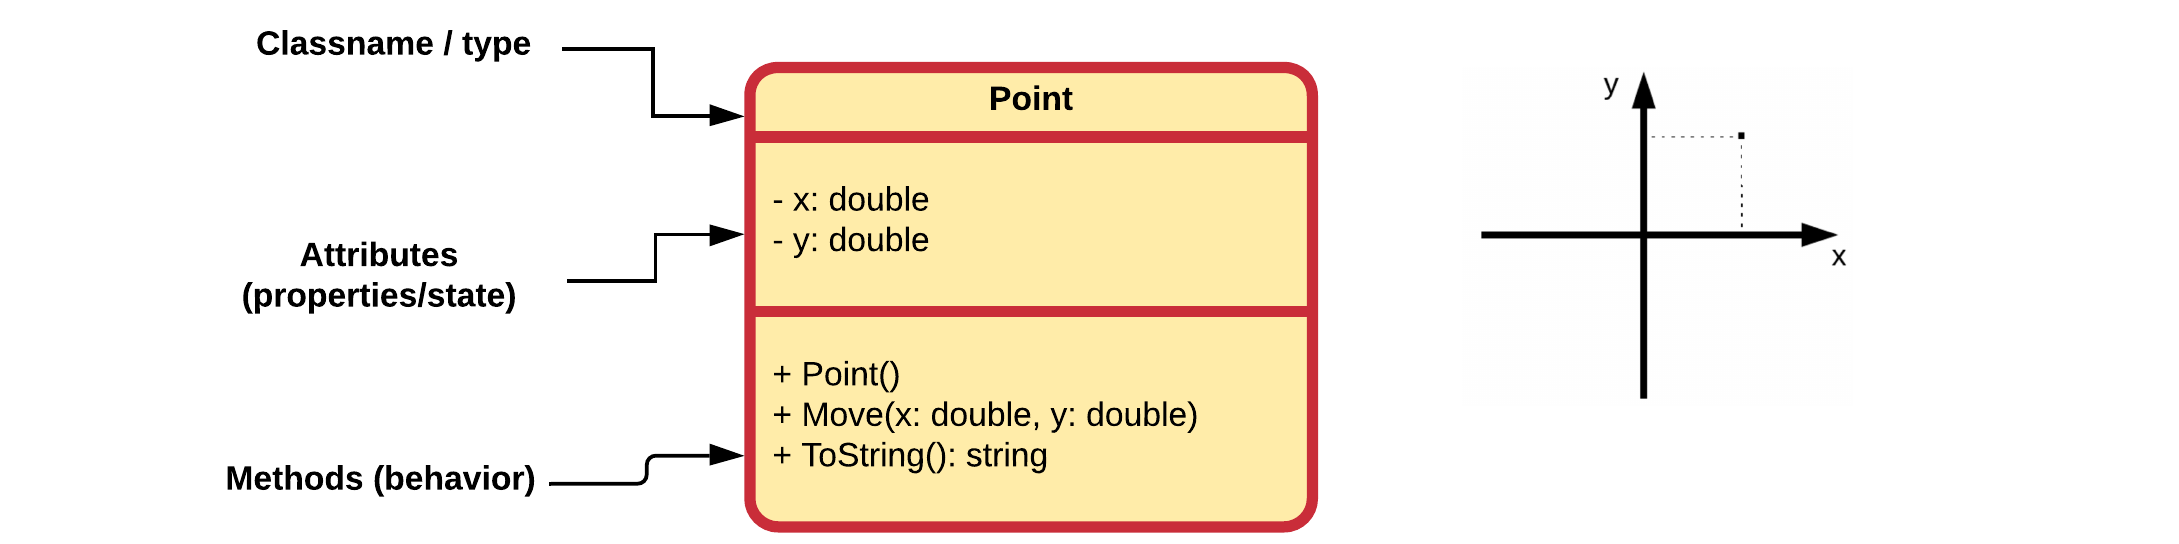 Classname / type
Point
- x: double
- y: double
Attributes
(properties/state)
+ Point()
+ Move(x: double, y: double)
+ ToString(): string
Methods (behavior)
y
x